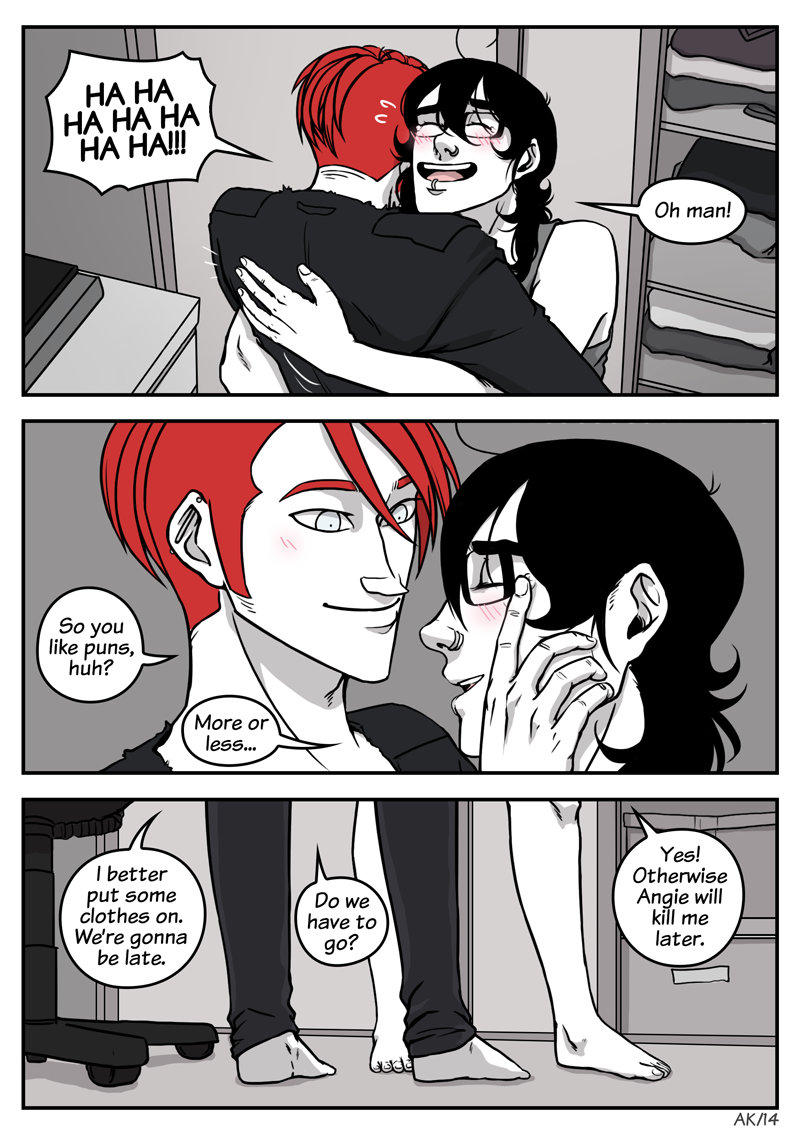 HA HA
HA HA HA
HA HA!!!
Oh man!
So you
like puns,
huh?
More or
less...
I better
put some
clothes on.
We're gonna
be late.
Do we
have to
go?
Yes!
Otherwise
Angie will
kill me
later.
AK/14